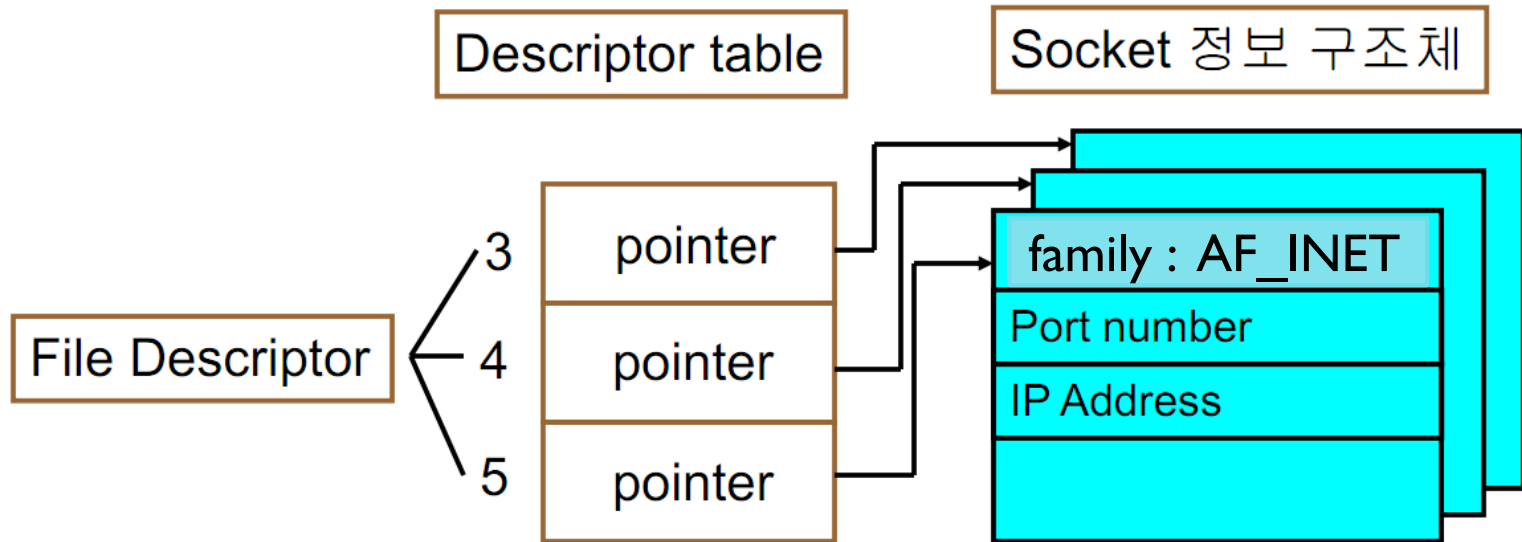 Descriptor table
Socket 정보 구조체
File Descriptor
3
pointer
4
pointer
5
pointer
family : AF_INET
Port number
IP Address